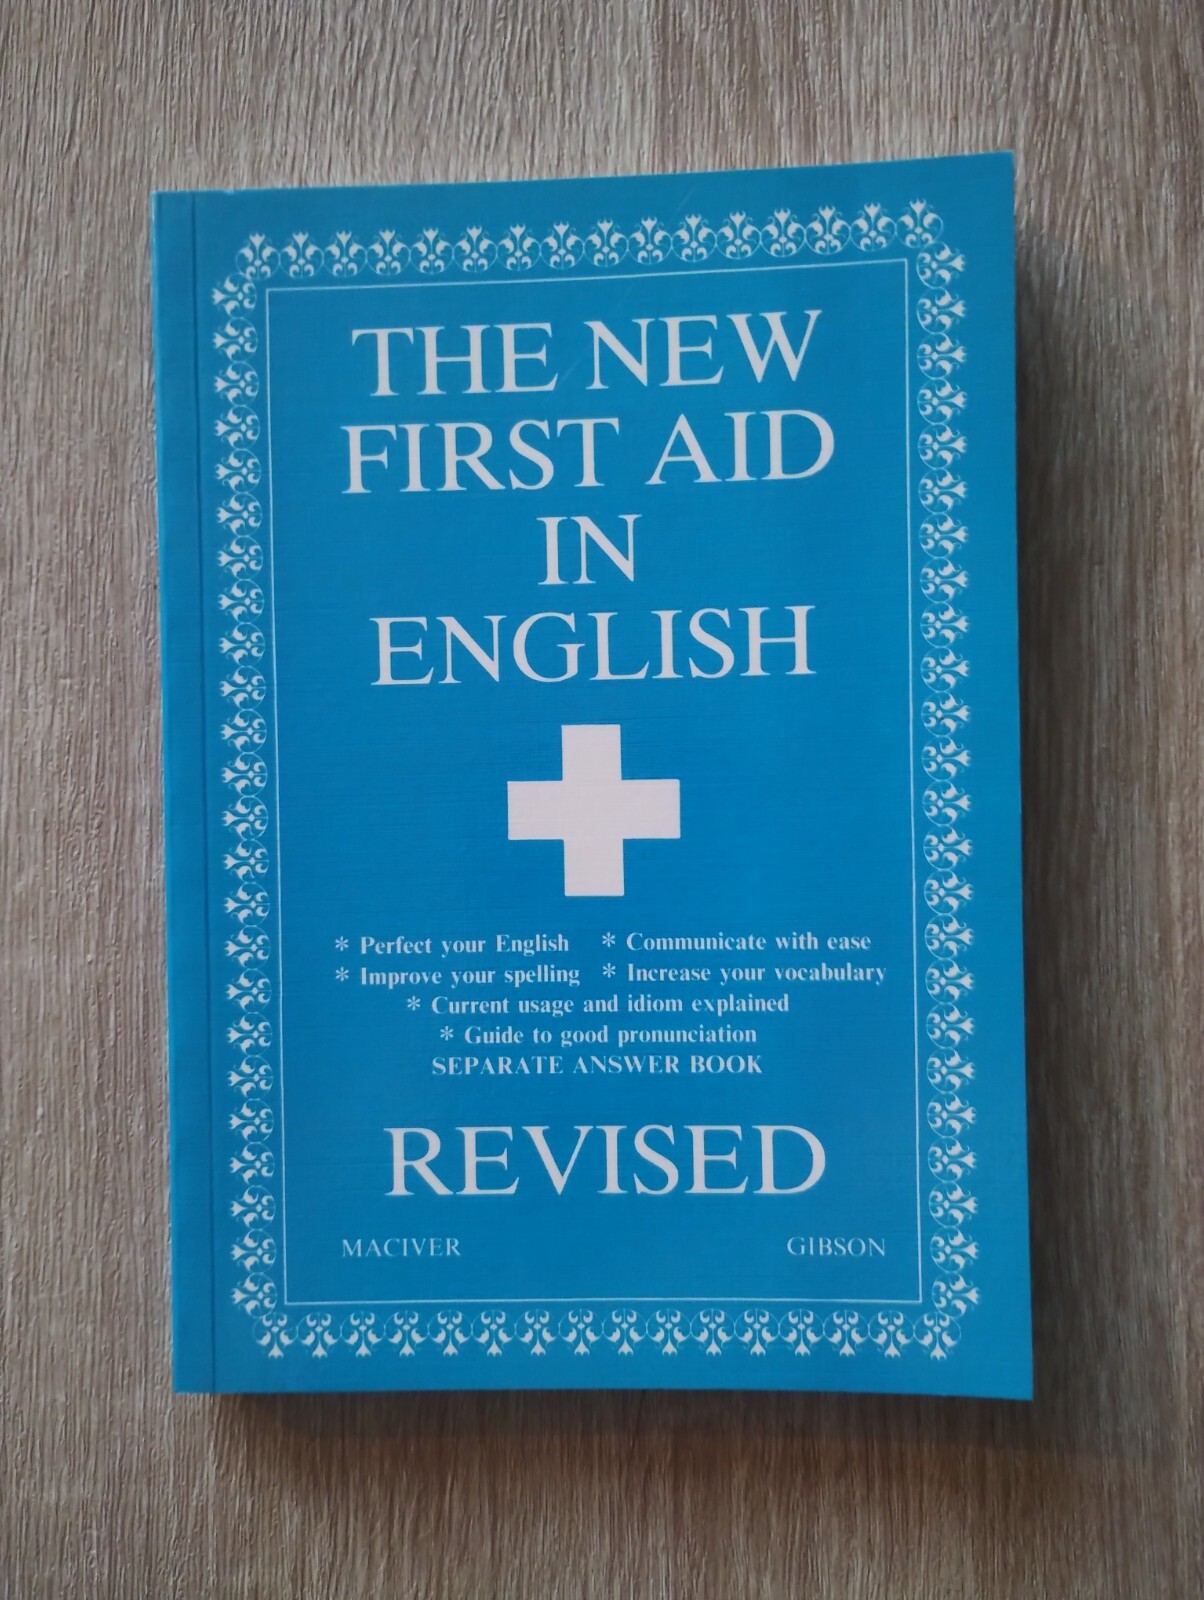 THE NEW
FIRST AID
IN
ENGLISH
* Perfect your English * Communicate with ease
* Improve your spelling * Increase your vocabulary
* Current usage and idiom explained
* Guide to good pronunciation
SEPARATE ANSWER BOOK
REVISED
MACIVER GIBSON